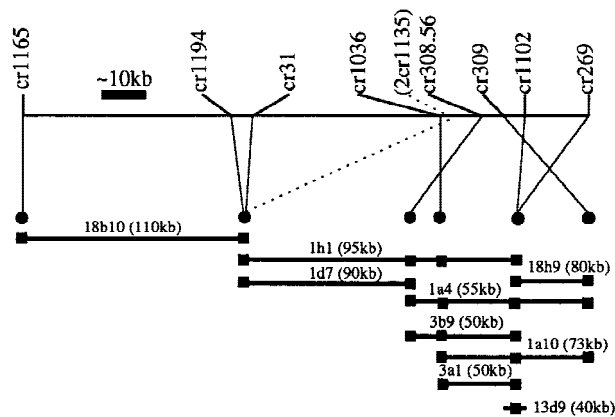 cr1165
~10kb
cr1194
cr31
cr1036
(2cr1135)
cr308.56
cr309
cr1102
cr269
18b10 (110kb)
1h1 (95kb)
18h9 (80kb)
1d7 (90kb)
1a4 (55kb)
3b9 (50kb)
1a10 (73kb)
3a1 (50kb)
13d9 (40kb)